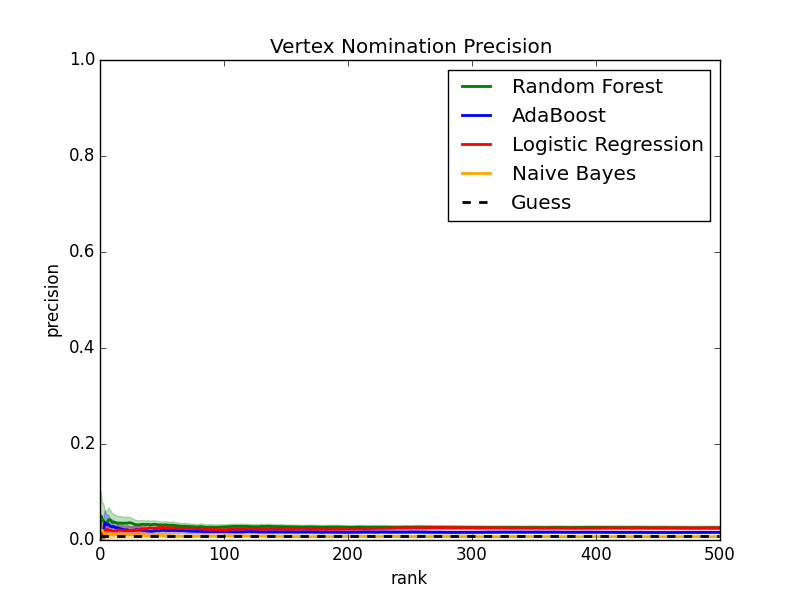 Vertex Nomination Precision
1.0
0.8
0.6
0.4
0.2
0.0
precision
Random Forest
AdaBoost
Logistic Regression
Naive Bayes
Guess
0 100 200 300 400 500
rank